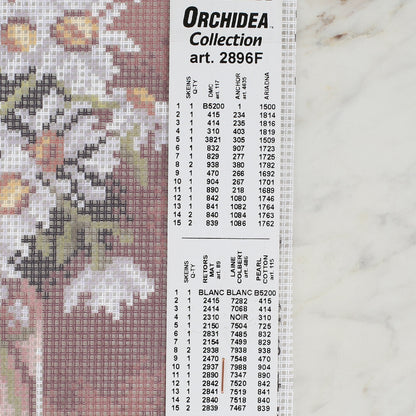 ORCHIDEA
Collection
art. 2896F
SKEINS Q-TY DMC art. 117 ANCHOR art. 4635 ARIADNA
1 1 B5200 1 1500
2 1 415 234 1814
3 1 414 235 1816
4 1 310 403 1819
5 1 3821 305 1509
6 1 832 907 1723
7 1 829 277 1725
8 2 938 380 1782
9 1 470 266 1692
10 1 904 267 1701
11 1 890 218 1689
12 1 842 1080 1746
13 1 841 1082 1764
14 2 840 1084 1763
15 2 839 1086 1762
SKEINS Q-TY RETORS MAT art. 89 LAINE COLBERT art. 486 PEARL COTTON art. 115
1 1 BLANC BLANC B5200
2 1 2415 7282 415
3 1 2414 7068 414
4 1 2310 NOIR 310
5 1 2150 7504 725
6 1 2831 7485 832
7 1 2154 7499 829
8 2 2938 7938 938
9 1 2470 7548 470
10 1 2937 7988 904
11 1 2890 7347 890
12 1 2842 7520 842
13 1 2841 7519 841
14 2 2840 7518 840
15 2 2839 7467 839